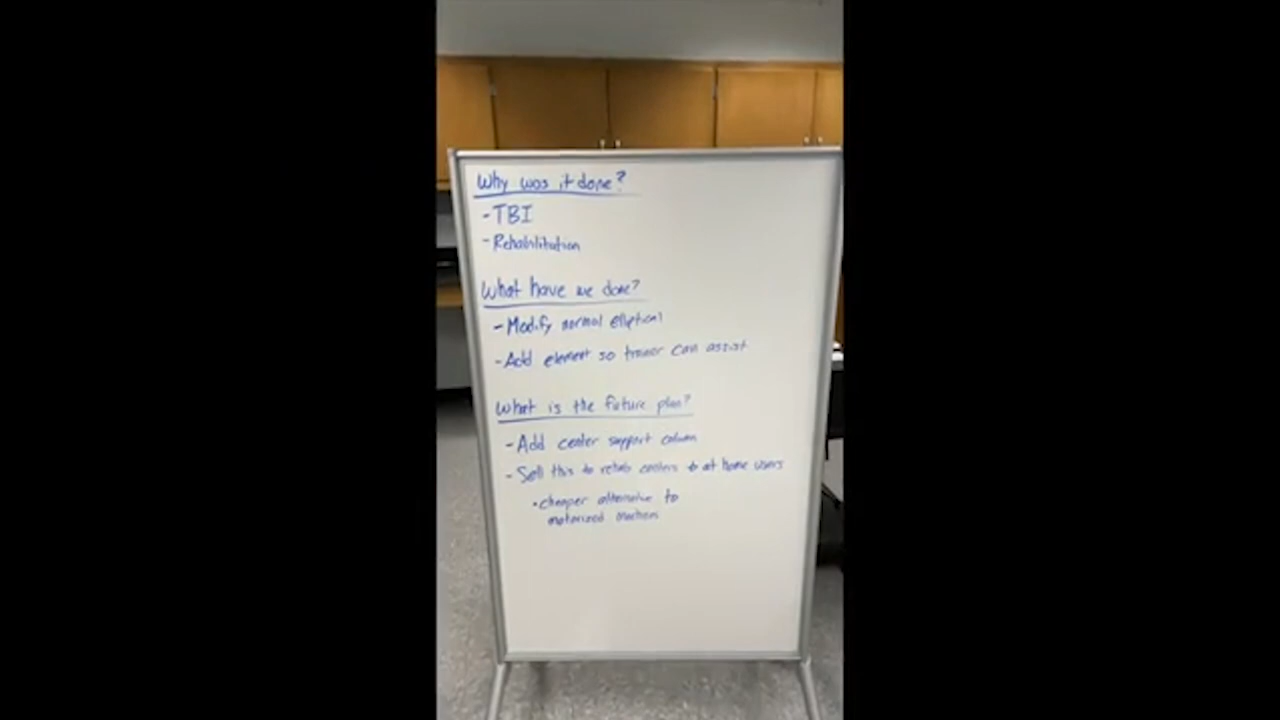 Why was it done?
- TBI
- Rehabilitation
What have we done?
- Modify normal elliptical
- Add element so trainer can assist
What is the future plan?
- Add center support column
- Sell this to rehab centers + at home users
• cheaper alternative to
motorized machines